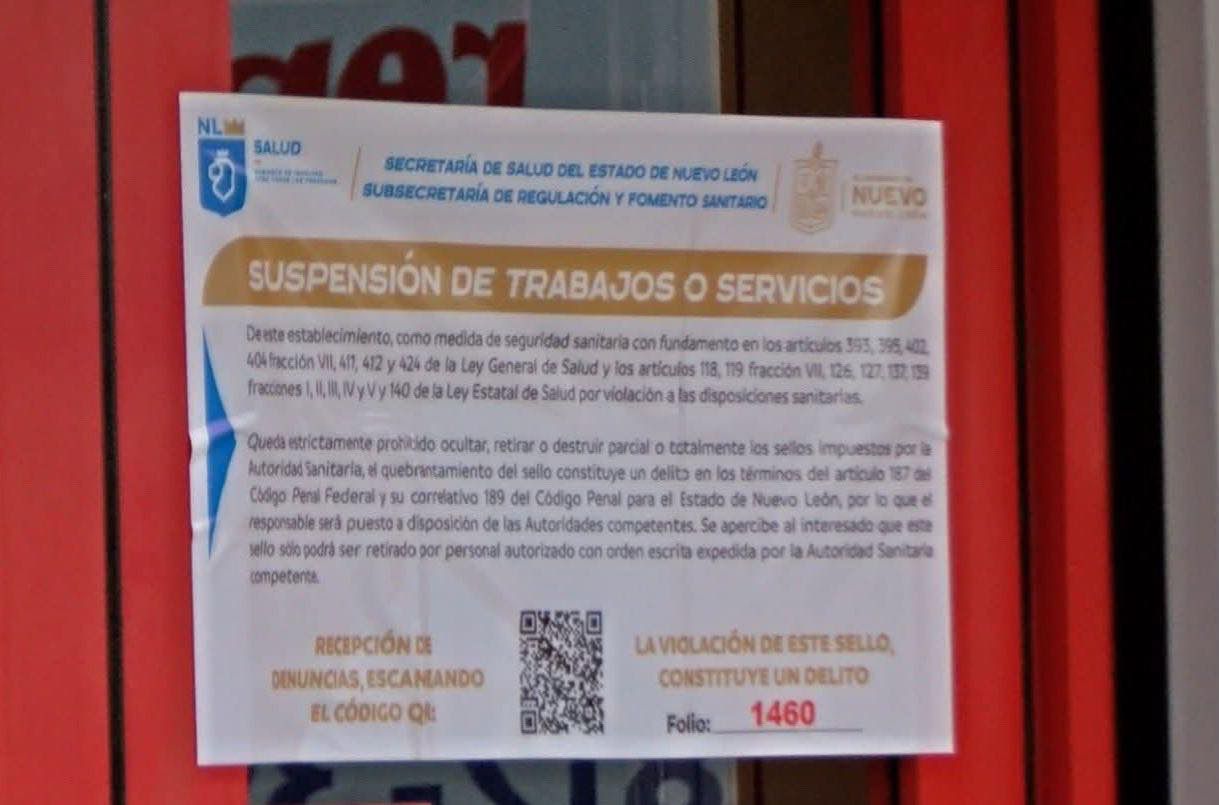 ger
NL
SALUD
SECRETARÍA DE SALUD DEL ESTADO DE NUEVO LEÓN
SUBSECRETARÍA DE REGULACIÓN Y FOMENTO SANITARIO
NUEVO
SUSPENSIÓN DE TRABAJOS O SERVICIOS
De este establecimiento, como medida de seguridad sanitaria con fundamento en los artículos 393, 395, 402,
404 fracción VII, 411, 412 y 424 de la Ley General de Salud y los artículos 118, 119 fracción VII, 126, 127, 137, 139
fracciones I, II, III, IV y V y 140 de la Ley Estatal de Salud por violación a las disposiciones sanitarias.
Queda estrictamente prohibido ocultar, retirar o destruir parcial o totalmente los sellos impuestos por la
Autoridad Sanitaria, el quebrantamiento del sello constituye un delito en los términos del artículo 187 del
Código Penal Federal y su correlativo 189 del Código Penal para el Estado de Nuevo León, por lo que el
responsable será puesto a disposición de las Autoridades competentes. Se apercibe al interesado que este
sello sólo podrá ser retirado por personal autorizado con orden escrita expedida por la Autoridad Sanitaria
competente.
RECEPCIÓN DE
DENUNCIAS, ESCANEANDO
EL CÓDIGO QR:
LA VIOLACIÓN DE ESTE SELLO,
CONSTITUYE UN DELITO
Folio: 1460